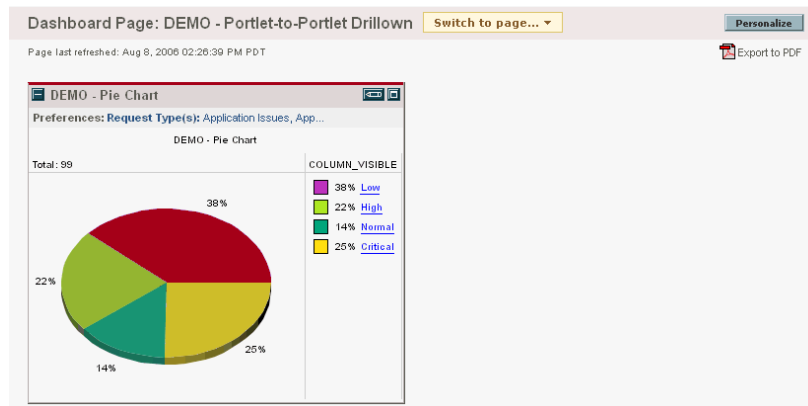 Dashboard Page: DEMO - Portlet-to-Portlet Drillown
Switch to page...
Personalize
Page last refreshed: Aug 8, 2006 02:26:39 PM PDT
Export to PDF
DEMO - Pie Chart
Preferences: Request Type(s): Application Issues, App...
DEMO - Pie Chart
Total: 99
COLUMN_VISIBLE
38% Low
22% High
14% Normal
25% Critical
38%
22%
25%
14%